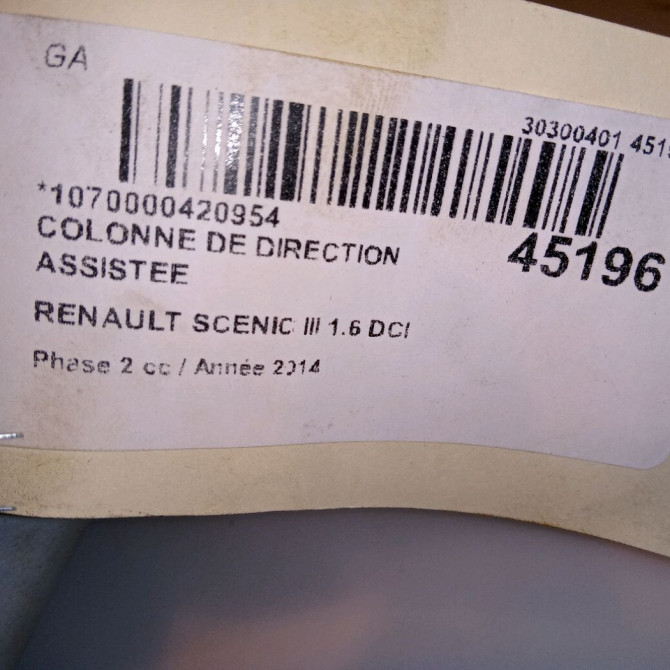 GA
30300401 451
*1070000420954
45196
COLONNE DE DIRECTION
ASSISTEE
RENAULT SCENIC III 1.6 DCI
Phase 2 cc / Année 2014